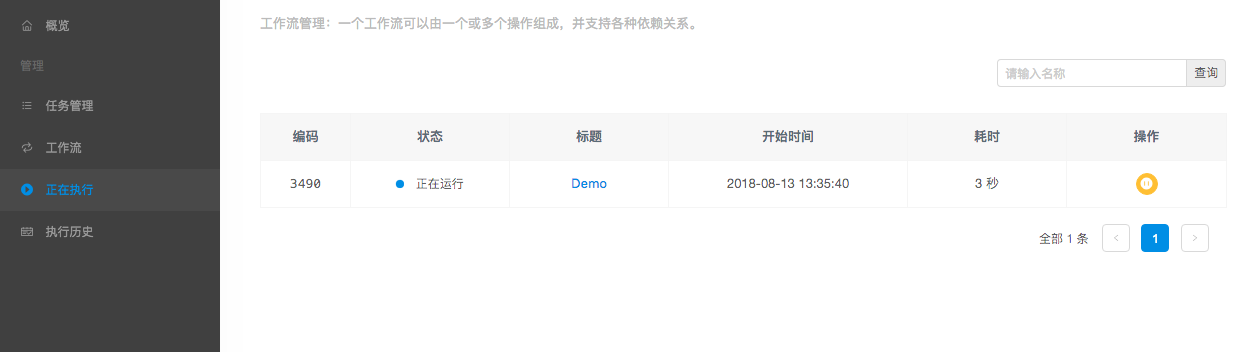 概览
管理
任务管理
工作流
正在执行
执行历史
工作流管理：一个工作流可以由一个或多个操作组成，并支持各种依赖关系。
请输入名称 查询
编码 状态 标题 开始时间 耗时 操作
3490 正在运行 Demo 2018-08-13 13:35:40 3 秒
全部 1 条 < 1 >